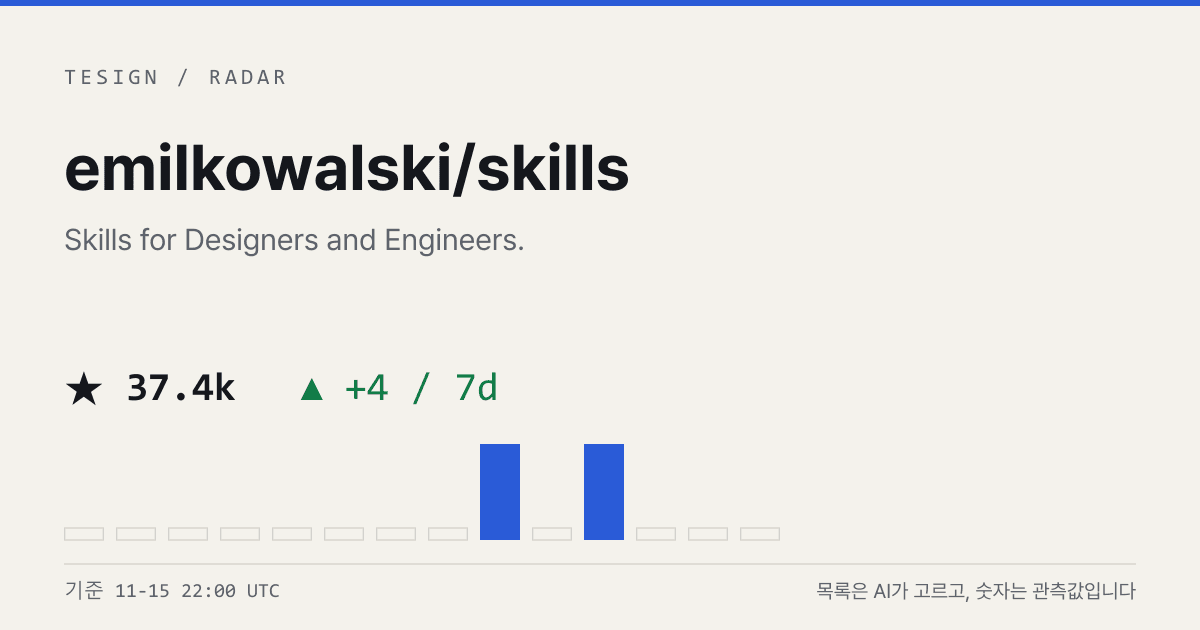 TESIGN / RADAR
emilkowalski/skills
Skills for Designers and Engineers.
★ 37.4k ▲ +4 / 7d
기준 11-15 22:00 UTC
목록은 AI가 고르고, 숫자는 관측값입니다